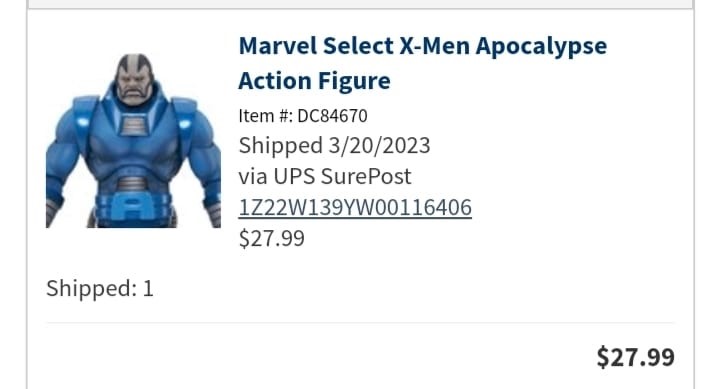 Marvel Select X-Men Apocalypse
Action Figure
Item #: DC84670
Shipped 3/20/2023
via UPS SurePost
1Z22W139YW00116406
$27.99
Shipped: 1
$27.99